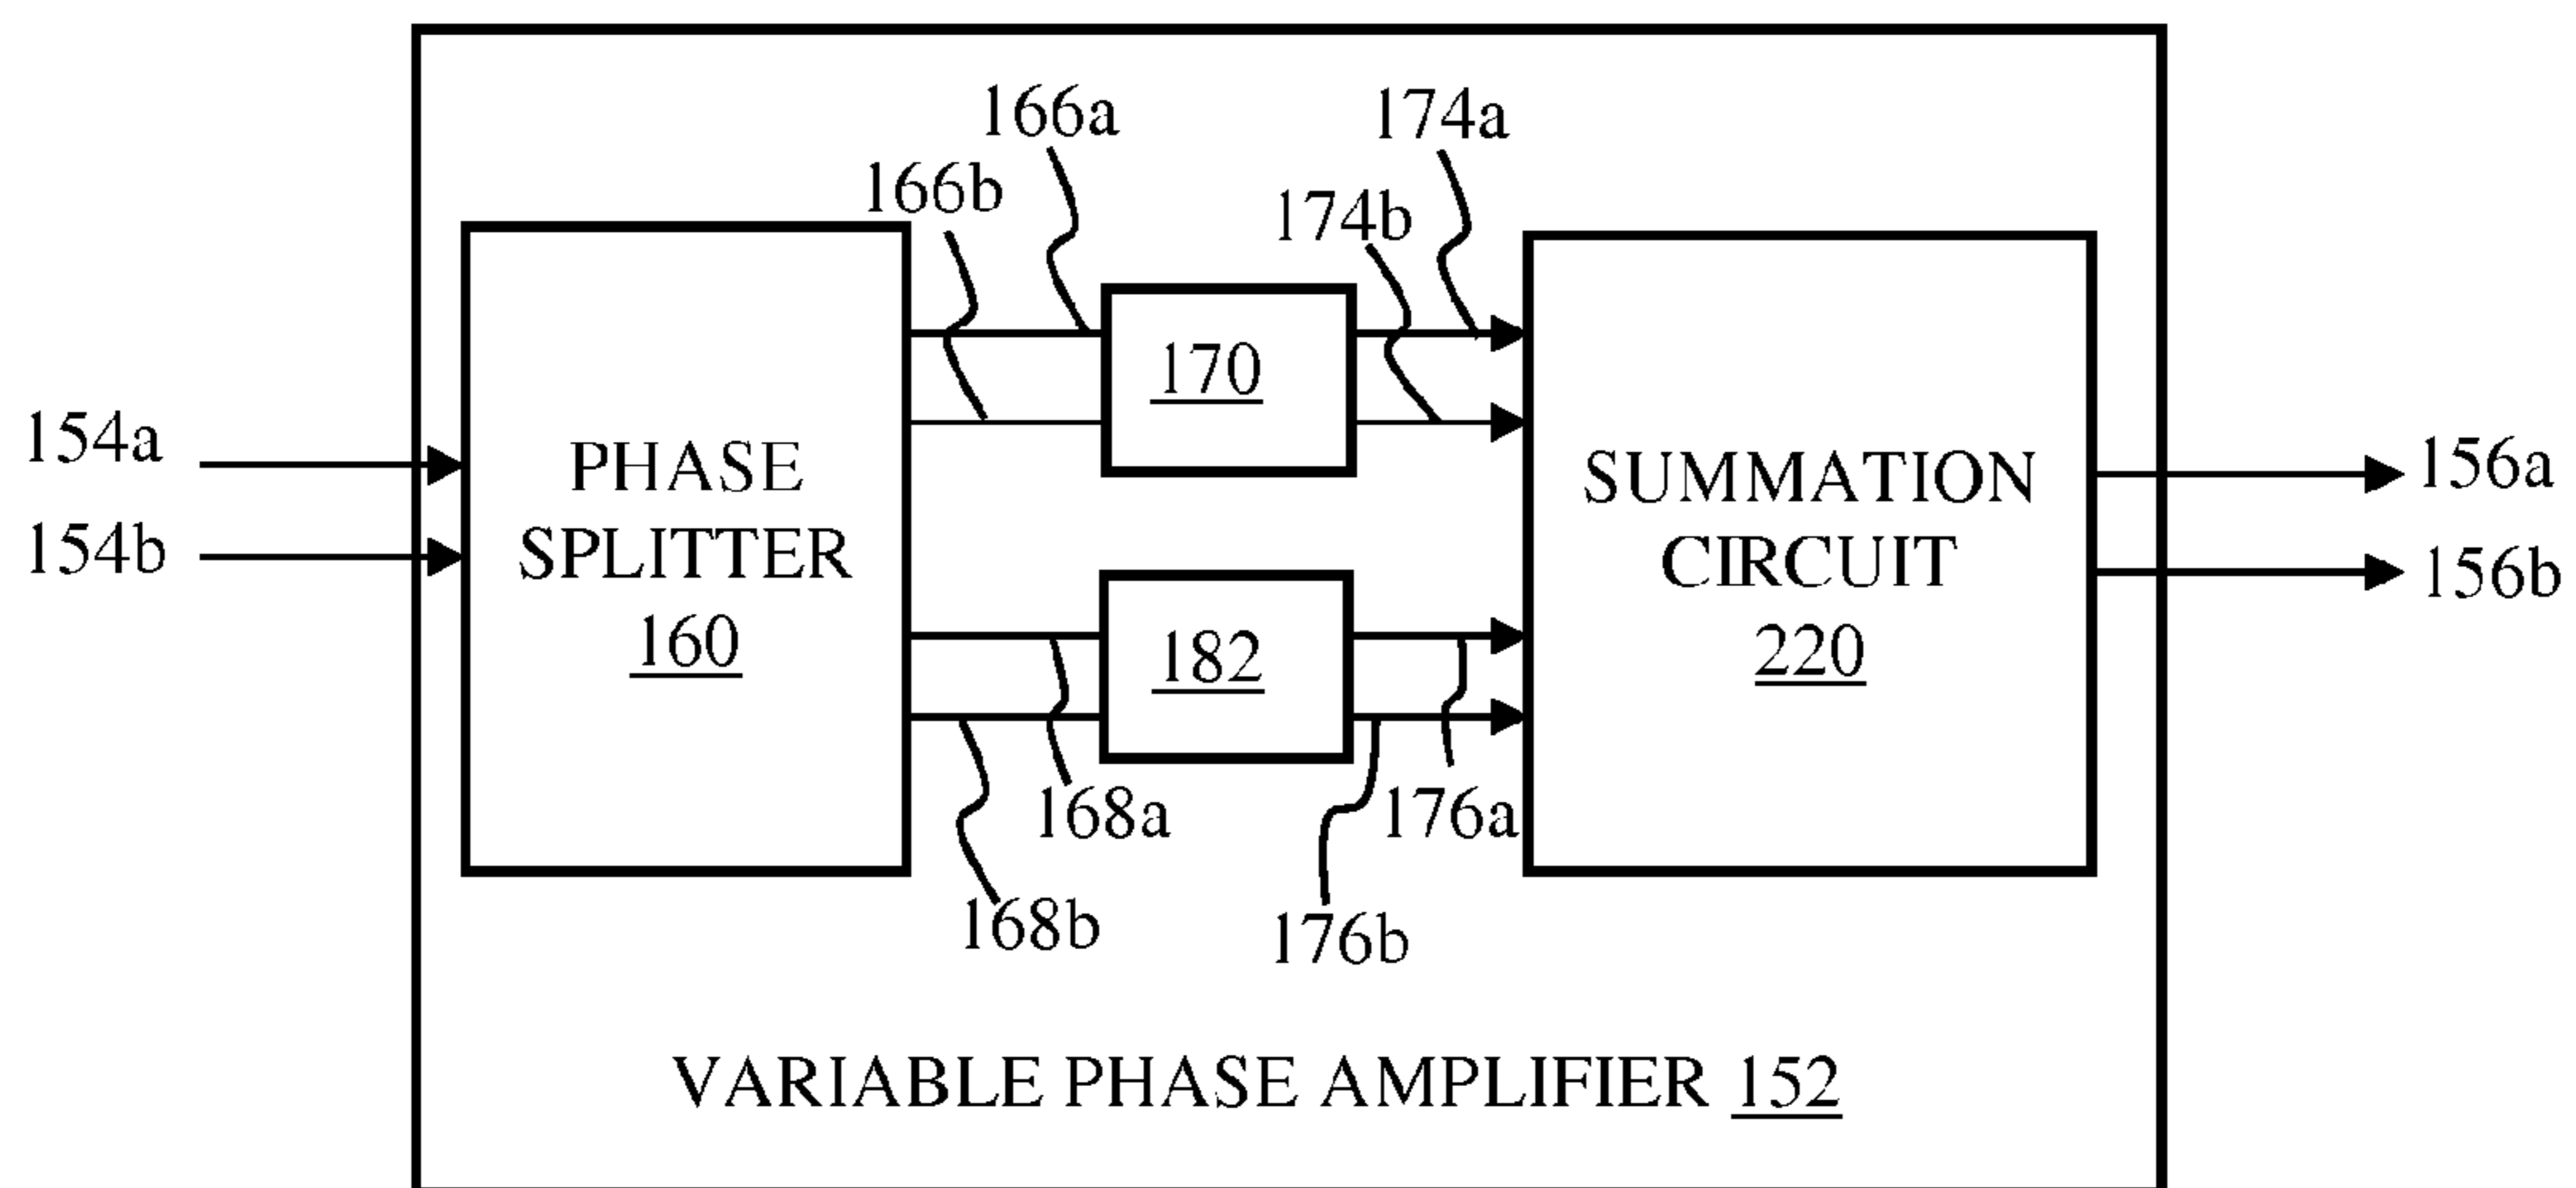 166a
174a
166b
174b
170
154a
PHASE
SPLITTER
160
154b
SUMMATION
CIRCUIT
220
156a
156b
182
168a
176a
168b
176b
VARIABLE PHASE AMPLIFIER 152